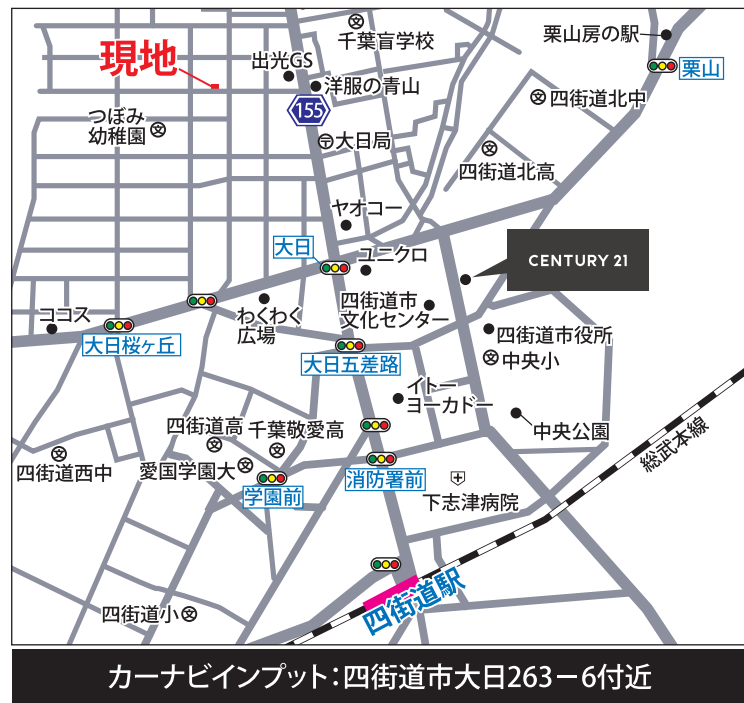 千葉盲学校
栗山房の駅
現地
出光GS
洋服の青山
栗山
155
四街道北中
つぼみ
幼稚園
大日局
四街道北高
ヤオコー
大日
ユニクロ
CENTURY 21
ココス
わくわく
広場
四街道市
文化センター
四街道市役所
大日桜ヶ丘
大日五差路
中央小
イトー
ヨーカドー
中央公園
四街道高
千葉敬愛高
総武本線
四街道西中
愛国学園大
学園前
消防署前
下志津病院
四街道小
四街道駅
カーナビインプット:四街道市大日263−6付近